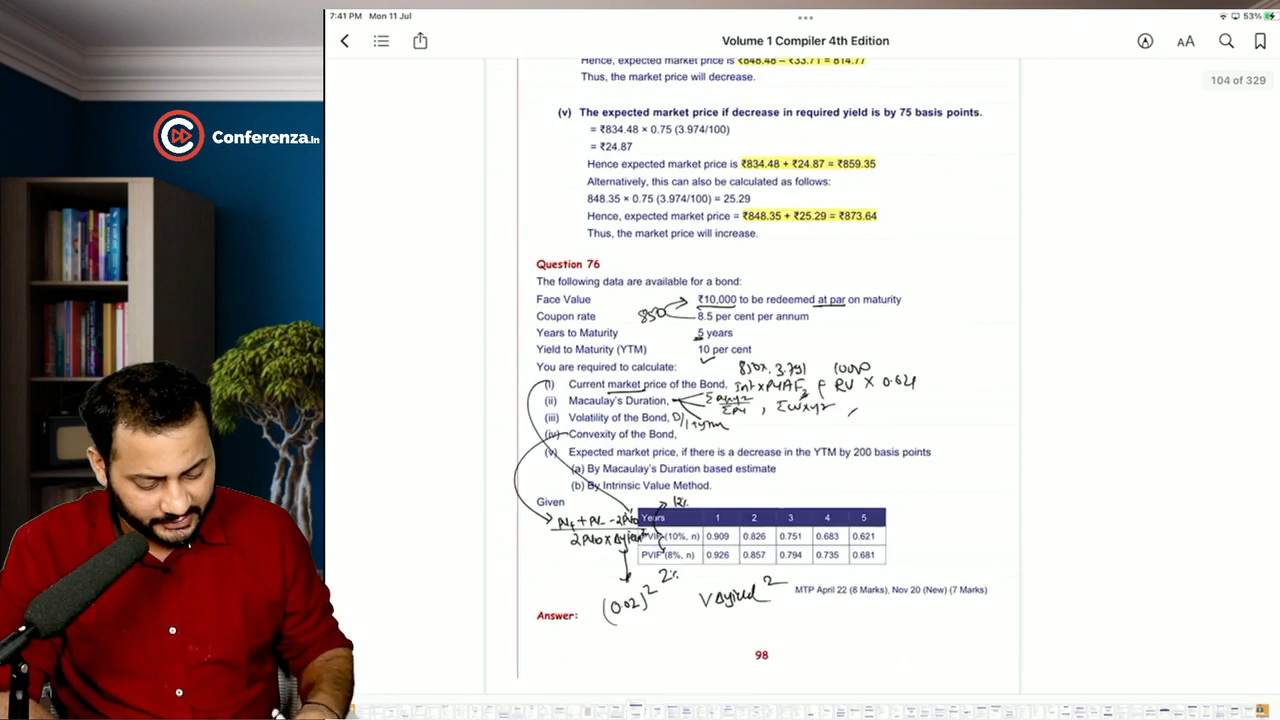 7:41 PM Mon 11 Jul
53%
Volume 1 Compiler 4th Edition
104 of 329
Conferenza.in
Hence, expected market price is ₹848.48 – ₹33.71 = 814.77
Thus, the market price will decrease.
(v) The expected market price if decrease in required yield is by 75 basis points.
= ₹834.48 × 0.75 (3.974/100)
= ₹24.87
Hence expected market price is ₹834.48 + ₹24.87 = ₹859.35
Alternatively, this can also be calculated as follows:
848.35 × 0.75 (3.974/100) = 25.29
Hence, expected market price = ₹848.35 + ₹25.29 = ₹873.64
Thus, the market price will increase.
Question 76
The following data are available for a bond:
Face Value ₹10,000 to be redeemed at par on maturity
850
Coupon rate 8.5 per cent per annum
Years to Maturity 5 years
Yield to Maturity (YTM) 10 per cent
You are required to calculate:
850x 3.791
(i) Current market price of the Bond, Int x PVAF + RV x 0.621
(ii) Macaulay's Duration,
(iii) Volatility of the Bond, D/1+ytm
(iv) Convexity of the Bond,
(v) Expected market price, if there is a decrease in the YTM by 200 basis points
(a) By Macaulay's Duration based estimate
(b) By Intrinsic Value Method.
Given
12%
Years 1 2 3 4 5
(10%, n) 0.909 0.826 0.751 0.683 0.621
PVIF (8%, n) 0.926 0.857 0.794 0.735 0.681
2%
(0.02)2
MTP April 22 (8 Marks), Nov 20 (New) (7 Marks)
Answer:
98